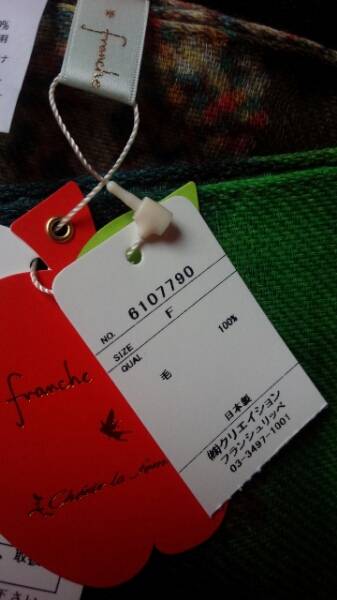 franche
NO. 6107790
SIZE F
QUAL 100%
毛
日本製
㈱クリエイション
フランシュリッペ
03-3497-1001
franche